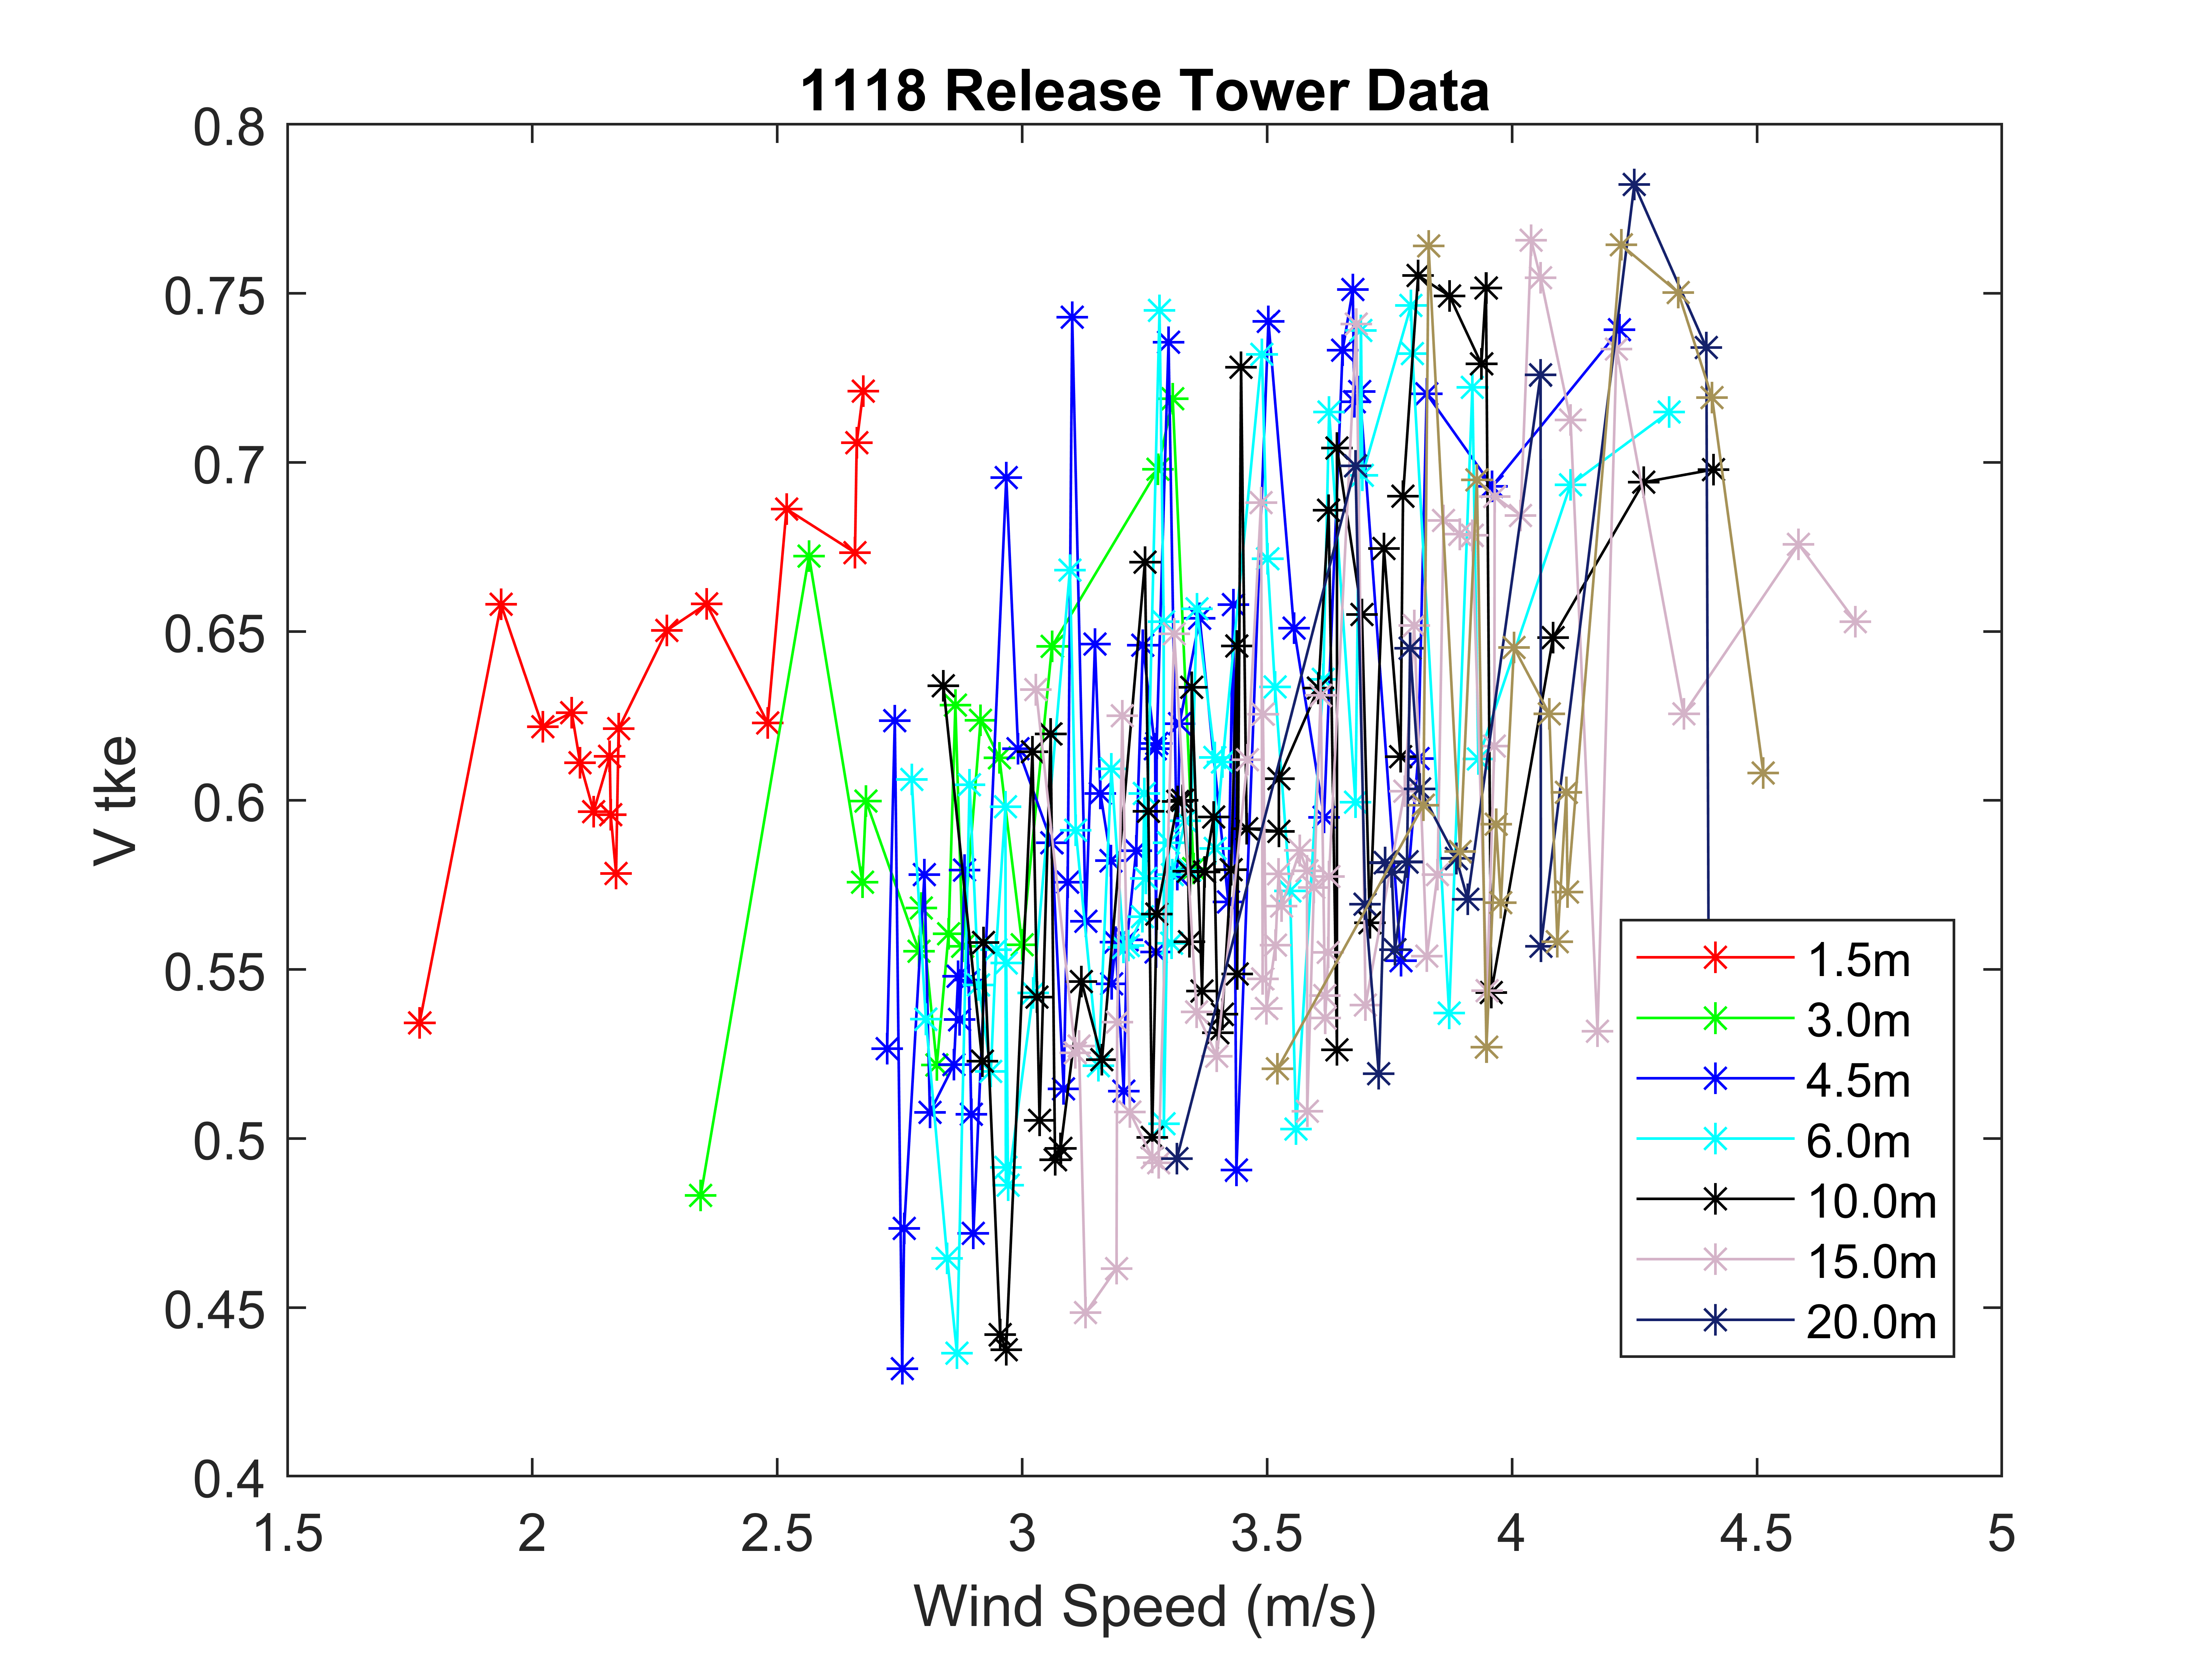 1118 Release Tower Data
0.8
0.75
0.7
0.65
0.6
0.55
0.5
0.45
0.4
V tke
1.5 2 2.5 3 3.5 4 4.5 5
Wind Speed (m/s)
1.5m
3.0m
4.5m
6.0m
10.0m
15.0m
20.0m